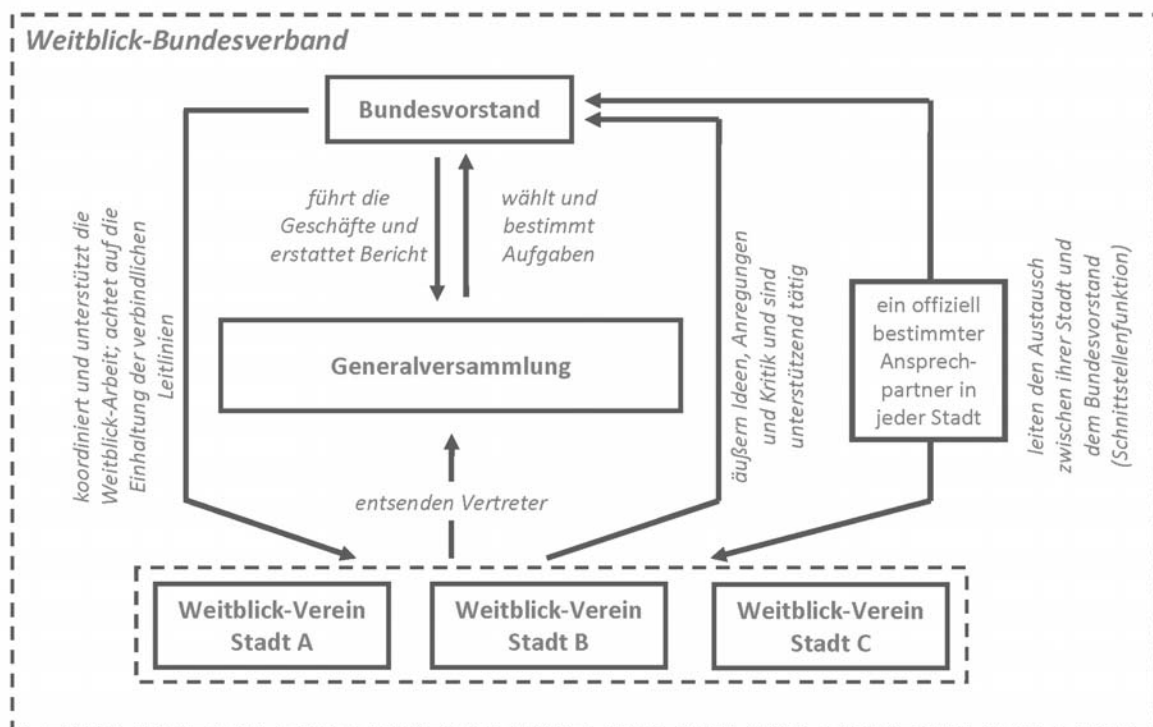 Weitblick-Bundesverband
Bundesvorstand
führt die
Geschäfte und
erstattet Bericht
wählt und
bestimmt
Aufgaben
koordiniert und unterstützt die
Weitblick-Arbeit; achtet auf die
Einhaltung der verbindlichen
Leitlinien
Generalversammlung
äußern Ideen, Anregungen
und Kritik und sind
unterstützend tätig
ein offiziell
bestimmter
Ansprech-
partner in
jeder Stadt
leiten den Austausch
zwischen ihrer Stadt und
dem Bundesvorstand
(Schnittstellenfunktion)
entsenden Vertreter
Weitblick-Verein
Stadt A
Weitblick-Verein
Stadt B
Weitblick-Verein
Stadt C